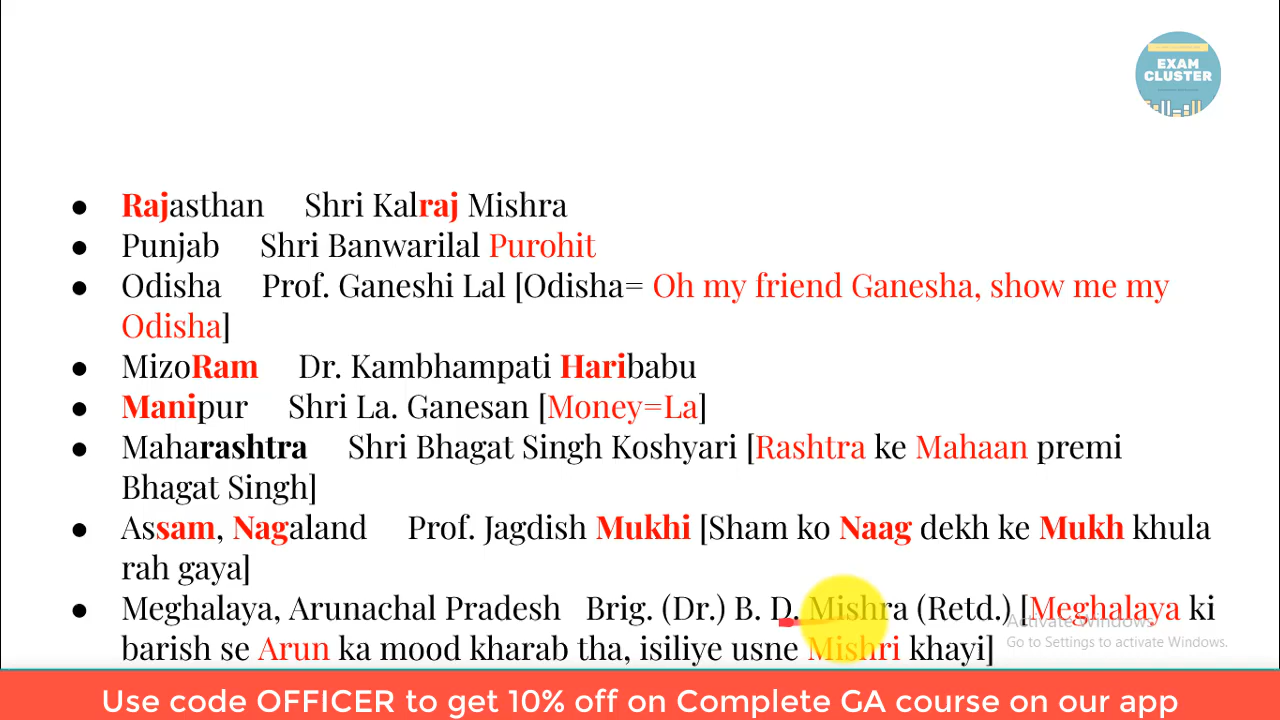 EXAM
CLUSTER
● Rajasthan Shri Kalraj Mishra
● Punjab Shri Banwarilal Purohit
● Odisha Prof. Ganeshi Lal [Odisha= Oh my friend Ganesha, show me my
Odisha]
● MizoRam Dr. Kambhampati Haribabu
● Manipur Shri La. Ganesan [Money=La]
● Maharashtra Shri Bhagat Singh Koshyari [Rashtra ke Mahaan premi
Bhagat Singh]
● Assam, Nagaland Prof. Jagdish Mukhi [Sham ko Naag dekh ke Mukh khula
rah gaya]
● Meghalaya, Arunachal Pradesh Brig. (Dr.) B. D. Mishra (Retd.) [Meghalaya ki
barish se Arun ka mood kharab tha, isiliye usne Mishri khayi]
Activate Windows
Go to Settings to activate Windows.
Use code OFFICER to get 10% off on Complete GA course on our app